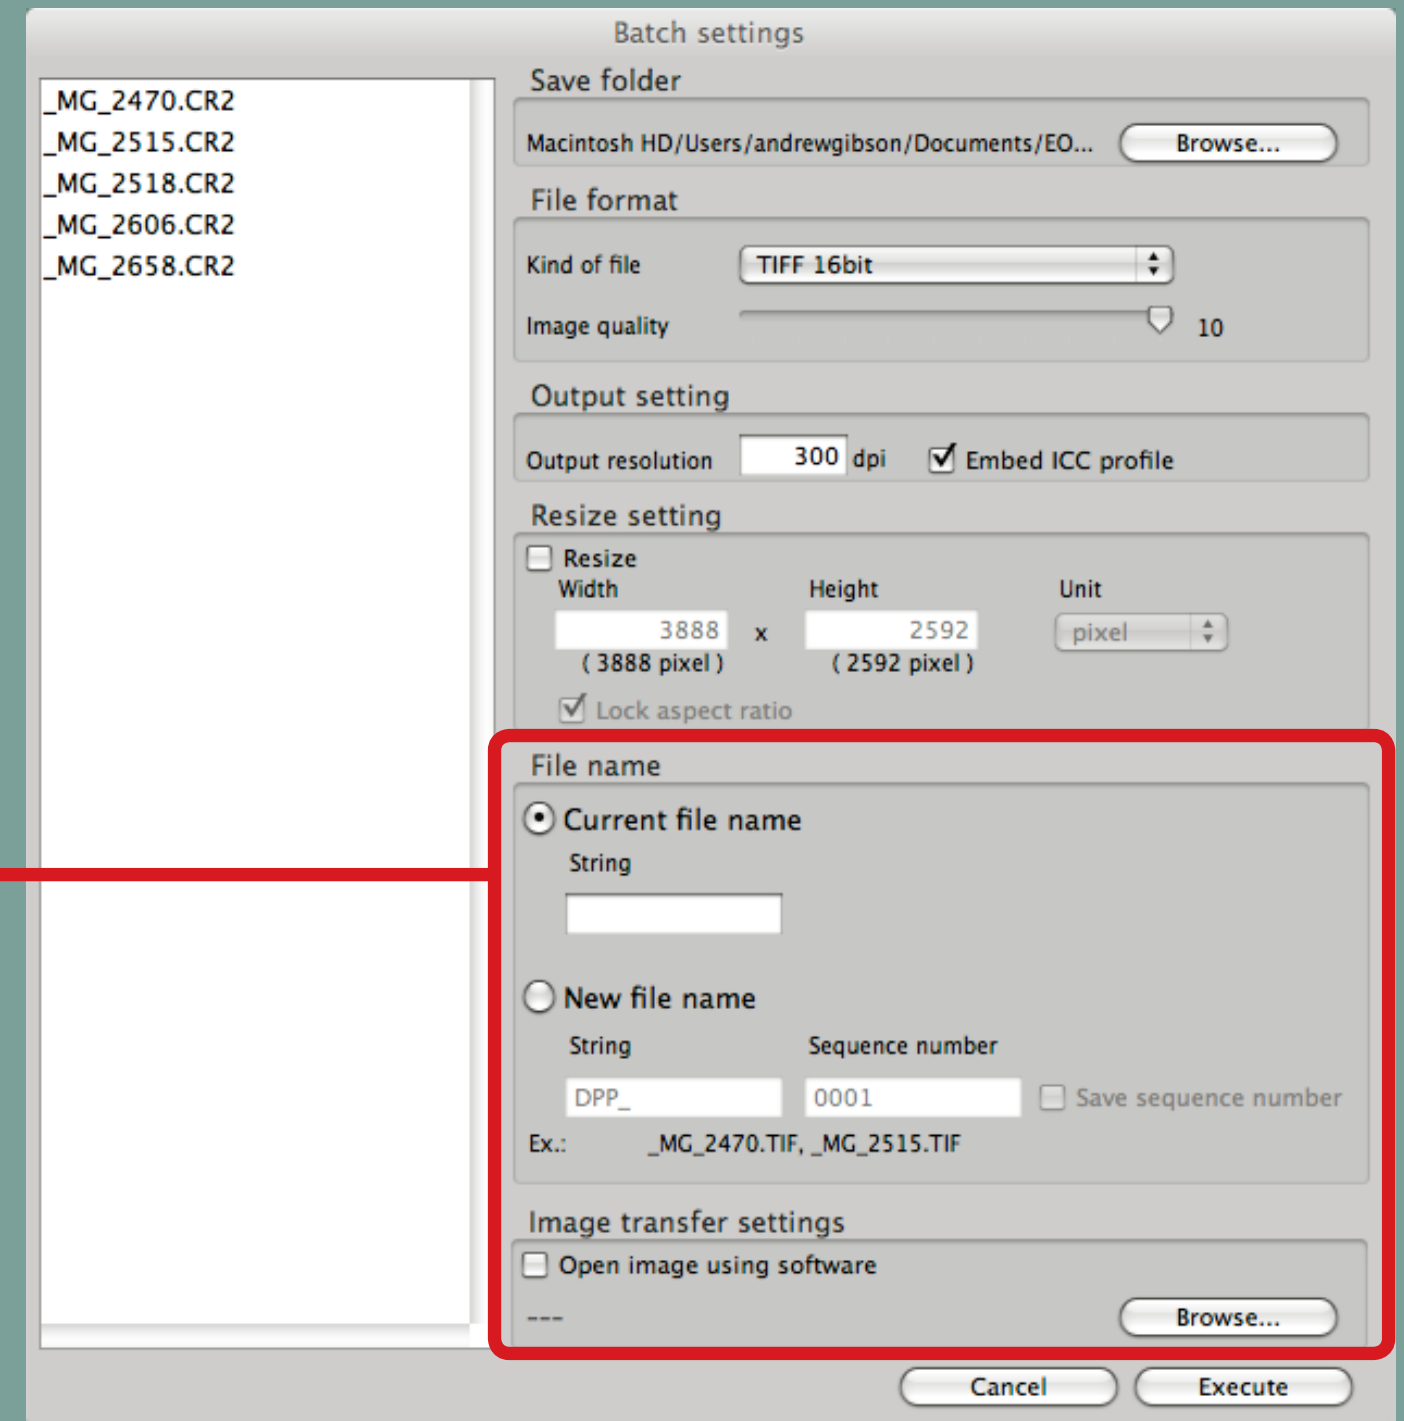 Batch settings
_MG_2470.CR2
_MG_2515.CR2
_MG_2518.CR2
_MG_2606.CR2
_MG_2658.CR2
Save folder
Macintosh HD/Users/andrewgibson/Documents/EO... Browse...
File format
Kind of file TIFF 16bit
Image quality 10
Output setting
Output resolution 300 dpi Embed ICC profile
Resize setting
Resize
Width Height Unit
3888 x 2592 pixel
( 3888 pixel ) ( 2592 pixel )
Lock aspect ratio
File name
Current file name
String
New file name
String Sequence number
DPP_ 0001 Save sequence number
Ex.: _MG_2470.TIF, _MG_2515.TIF
Image transfer settings
Open image using software
--- Browse...
Cancel Execute